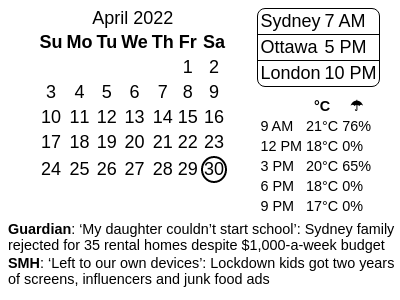 April 2022
Su Mo Tu We Th Fr Sa
1 2
3 4 5 6 7 8 9
10 11 12 13 14 15 16
17 18 19 20 21 22 23
24 25 26 27 28 29 30
Sydney 7 AM
Ottawa 5 PM
London 10 PM
°C ☂
9 AM 21°C 76%
12 PM 18°C 0%
3 PM 20°C 65%
6 PM 18°C 0%
9 PM 17°C 0%
Guardian: ‘My daughter couldn’t start school’: Sydney family
rejected for 35 rental homes despite $1,000-a-week budget
SMH: ‘Left to our own devices’: Lockdown kids got two years
of screens, influencers and junk food ads